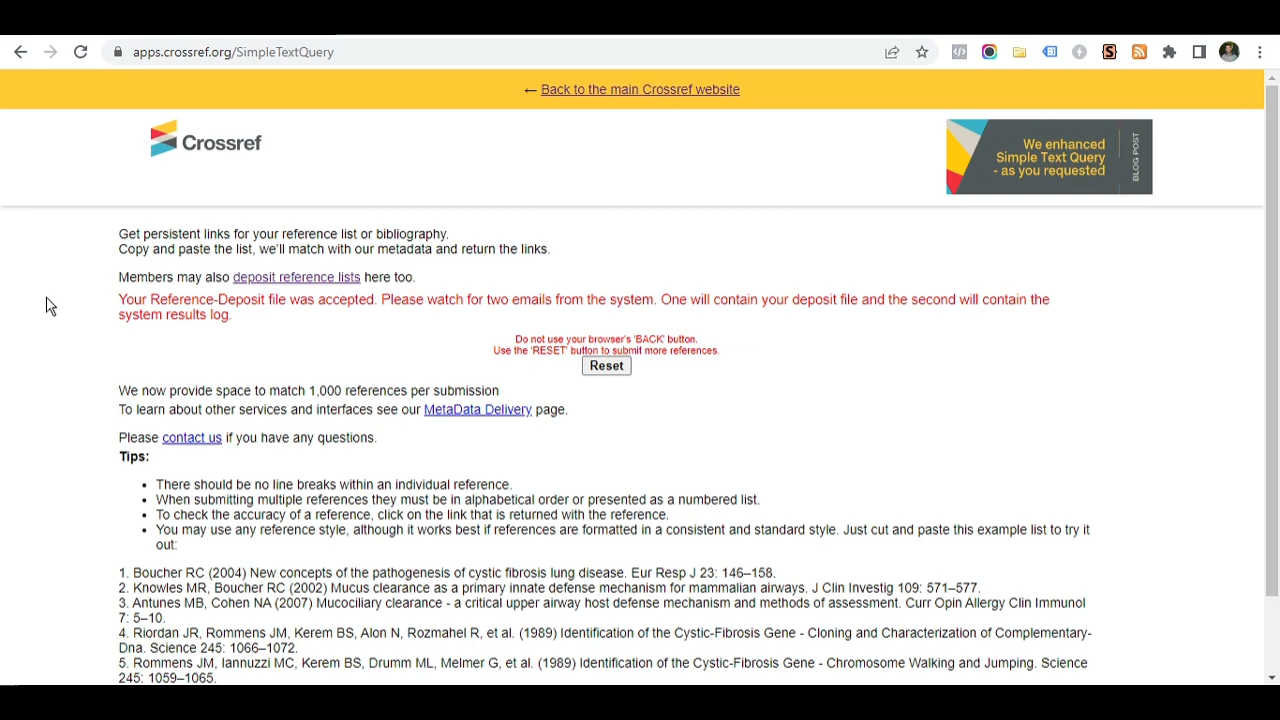 apps.crossref.org/SimpleTextQuery
← Back to the main Crossref website
Crossref
We enhanced
Simple Text Query
- as you requested
BLOG POST
Get persistent links for your reference list or bibliography.
Copy and paste the list, we'll match with our metadata and return the links.
Members may also deposit reference lists here too.
Your Reference-Deposit file was accepted. Please watch for two emails from the system. One will contain your deposit file and the second will contain the
system results log.
Do not use your browser's 'BACK' button.
Use the 'RESET' button to submit more references.
Reset
We now provide space to match 1,000 references per submission
To learn about other services and interfaces see our MetaData Delivery page.
Please contact us if you have any questions.
Tips:
• There should be no line breaks within an individual reference.
• When submitting multiple references they must be in alphabetical order or presented as a numbered list.
• To check the accuracy of a reference, click on the link that is returned with the reference.
• You may use any reference style, although it works best if references are formatted in a consistent and standard style. Just cut and paste this example list to try it
out:
1. Boucher RC (2004) New concepts of the pathogenesis of cystic fibrosis lung disease. Eur Resp J 23: 146–158.
2. Knowles MR, Boucher RC (2002) Mucus clearance as a primary innate defense mechanism for mammalian airways. J Clin Investig 109: 571–577.
3. Antunes MB, Cohen NA (2007) Mucociliary clearance - a critical upper airway host defense mechanism and methods of assessment. Curr Opin Allergy Clin Immunol
7: 5–10.
4. Riordan JR, Rommens JM, Kerem BS, Alon N, Rozmahel R, et al. (1989) Identification of the Cystic-Fibrosis Gene - Cloning and Characterization of Complementary-
Dna. Science 245: 1066–1072.
5. Rommens JM, Iannuzzi MC, Kerem BS, Drumm ML, Melmer G, et al. (1989) Identification of the Cystic-Fibrosis Gene - Chromosome Walking and Jumping. Science
245: 1059–1065.